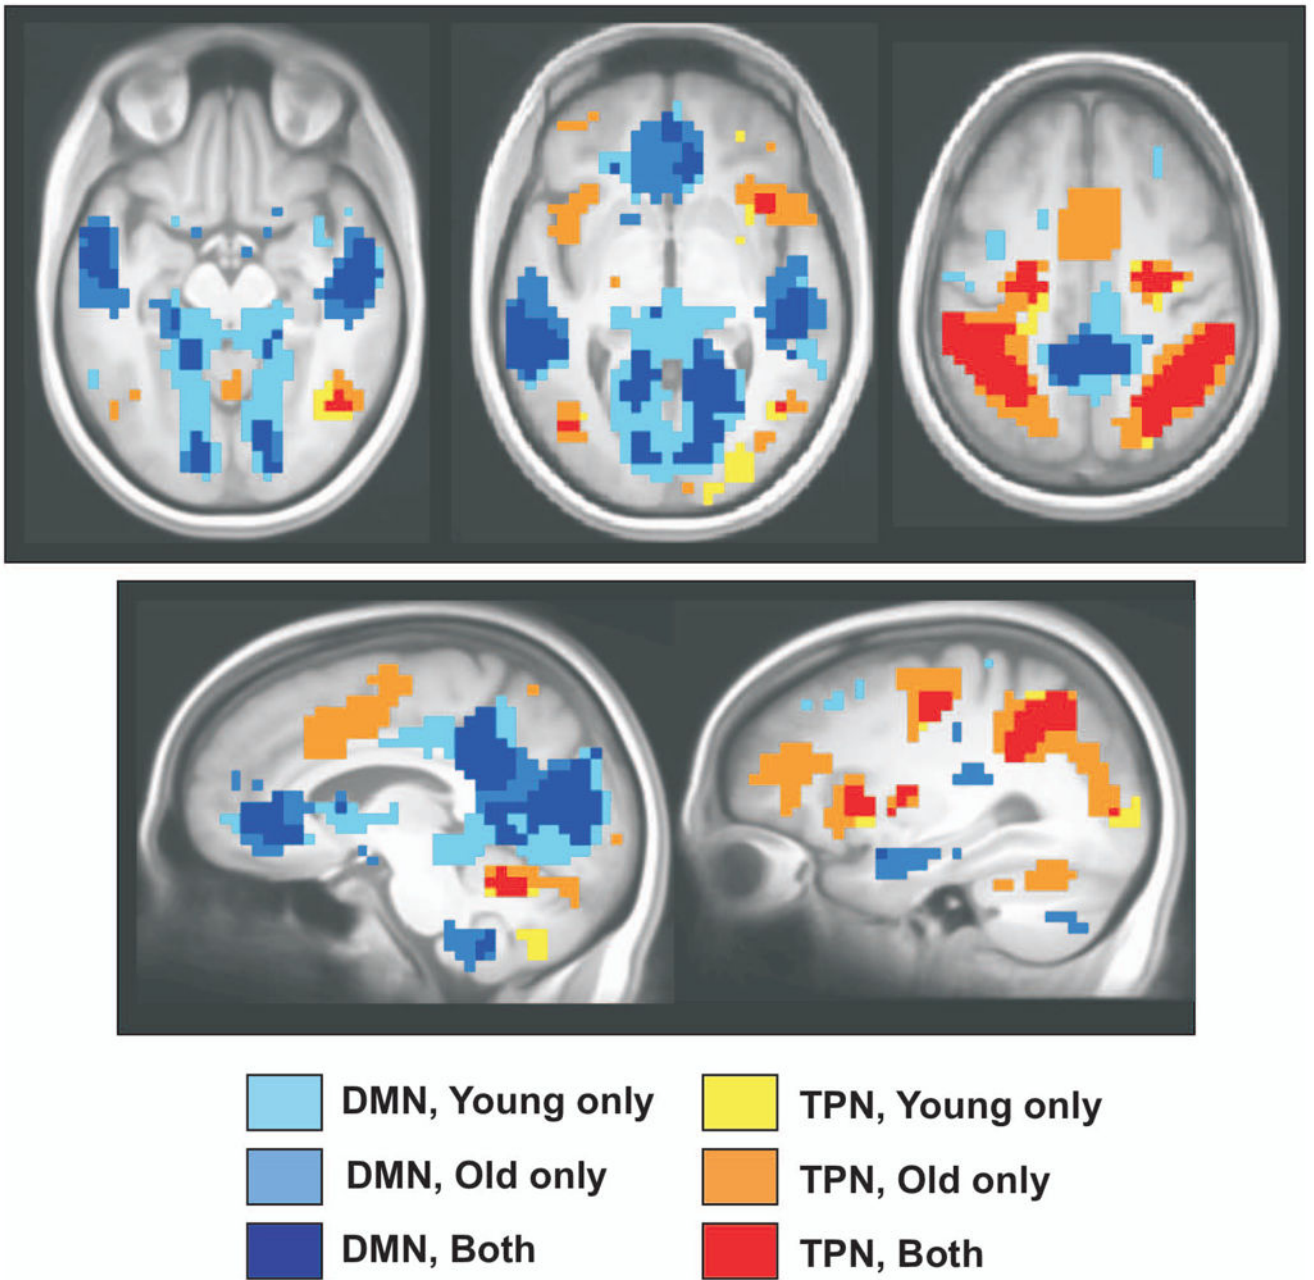 DMN, Young only
TPN, Young only
DMN, Old only
TPN, Old only
DMN, Both
TPN, Both